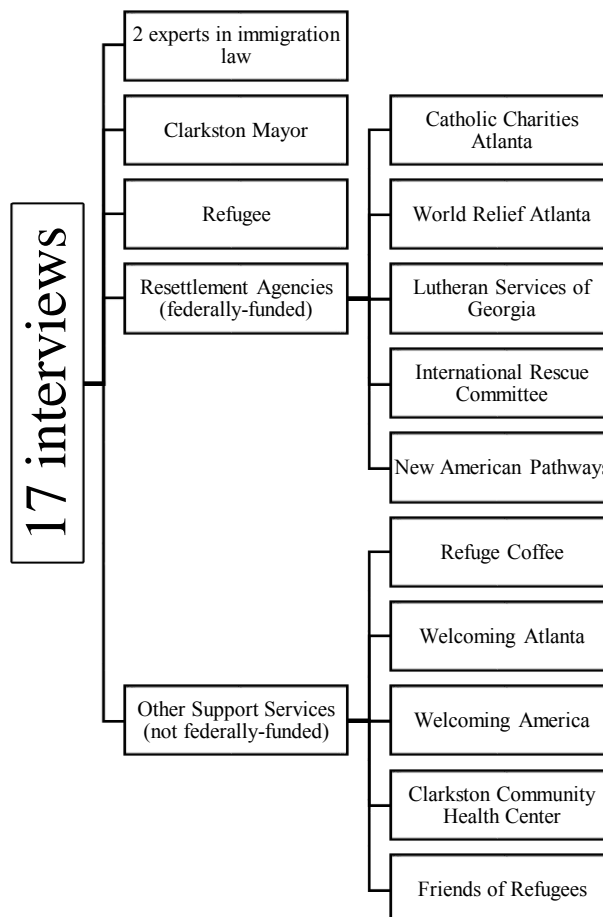 17 interviews
2 experts in immigration
law
Clarkston Mayor
Refugee
Resettlement Agencies
(federally-funded)
Catholic Charities
Atlanta
World Relief Atlanta
Lutheran Services of
Georgia
International Rescue
Committee
New American Pathways
Other Support Services
(not federally-funded)
Refuge Coffee
Welcoming Atlanta
Welcoming America
Clarkston Community
Health Center
Friends of Refugees